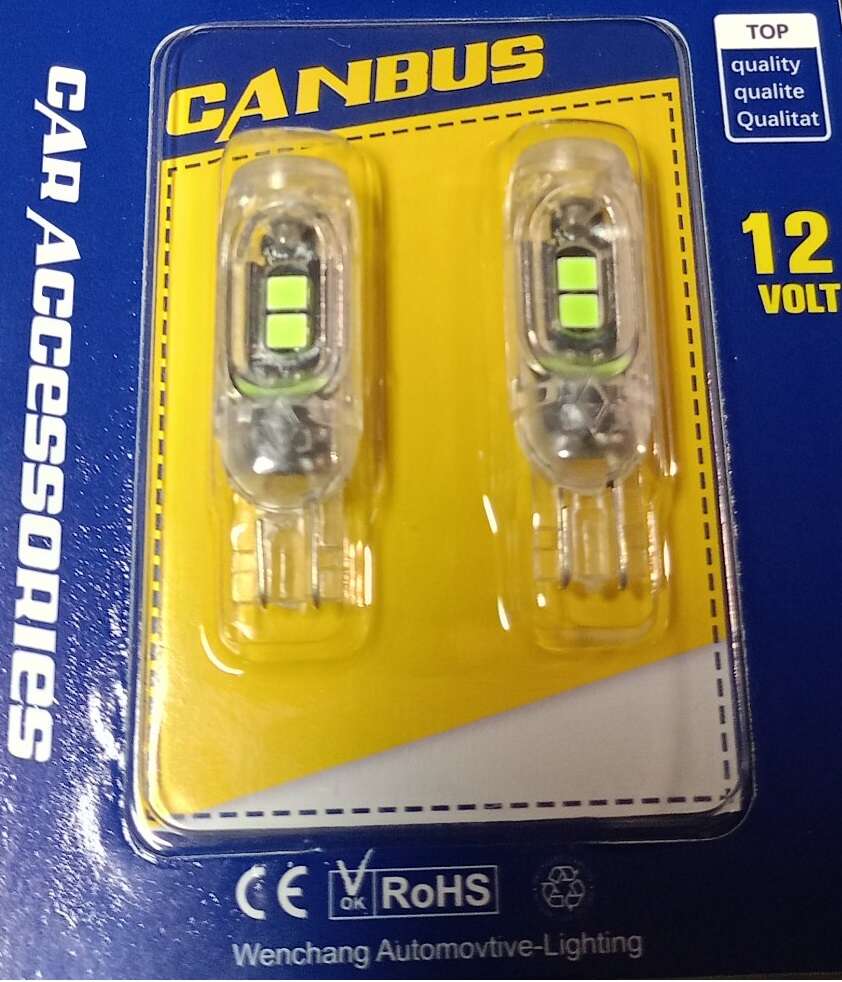 CANBUS
TOP
quality
qualite
Qualitat
12
VOLT
CAR ACCESSORIES
CE
V
OK
RoHS
Wenchang Automovtive-Lighting